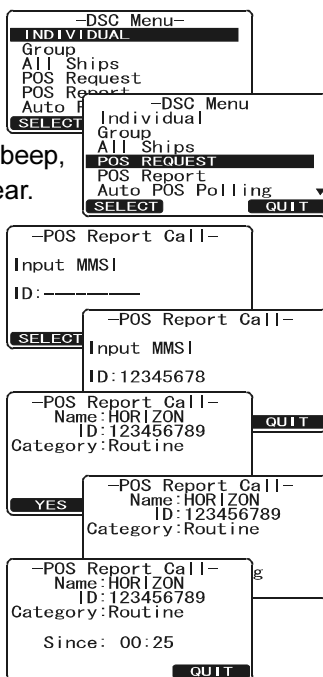 -DSC Menu-
INDIVIDUAL
Group
All Ships
POS Request
POS Report
Auto P
SELECT
beep,
ear.
-DSC Menu
Individual
Group
All Ships
POS REQUEST
POS Report
Auto POS Polling ▼
SELECT QUIT
-POS Report Call-
Input MMSI
ID:---------
SELECT
-POS Report Call-
Input MMSI
ID:12345678
QUIT
-POS Report Call-
Name:HORIZON
ID:123456789
Category:Routine
YES
-POS Report Call-
Name:HORIZON
ID:123456789
Category:Routine
g
-POS Report Call-
Name:HORIZON
ID:123456789
Category:Routine
Since: 00:25
QUIT